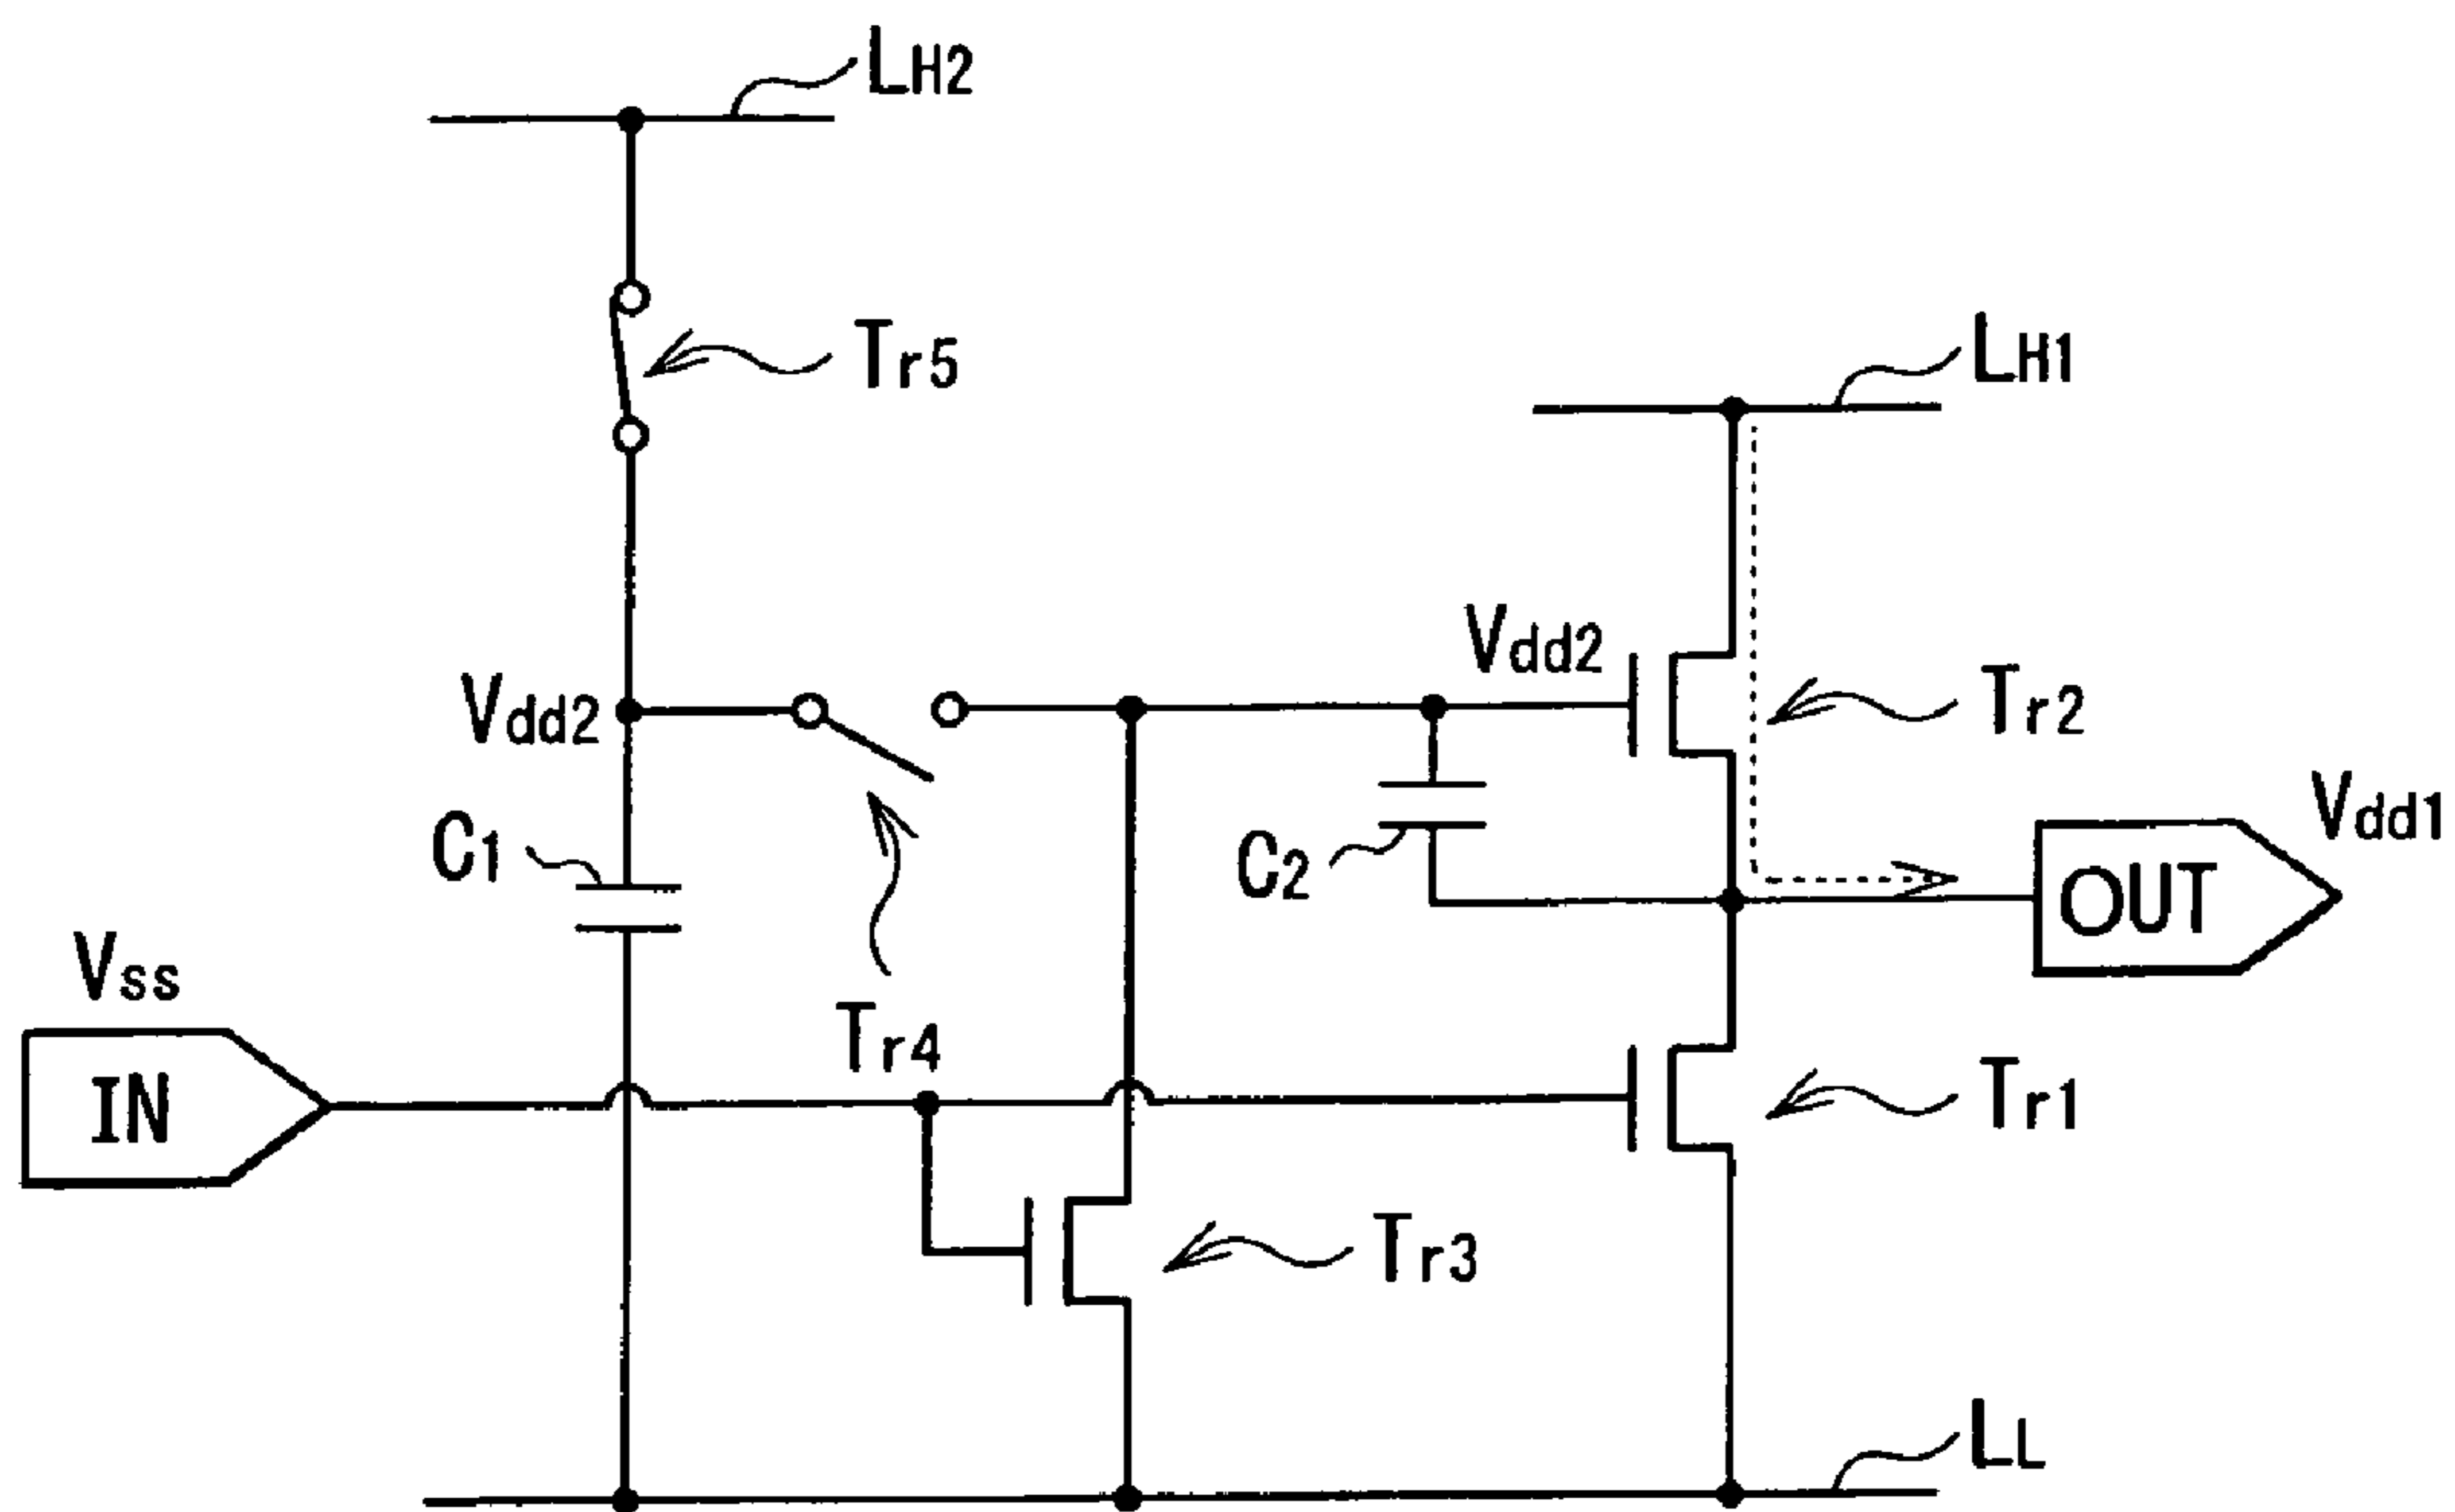 LH2
Tr5
LH1
Vdd2
Tr2
Vdd2
Vdd1
C1
C2
OUT
Vss
Tr4
IN
Tr1
Tr3
LL